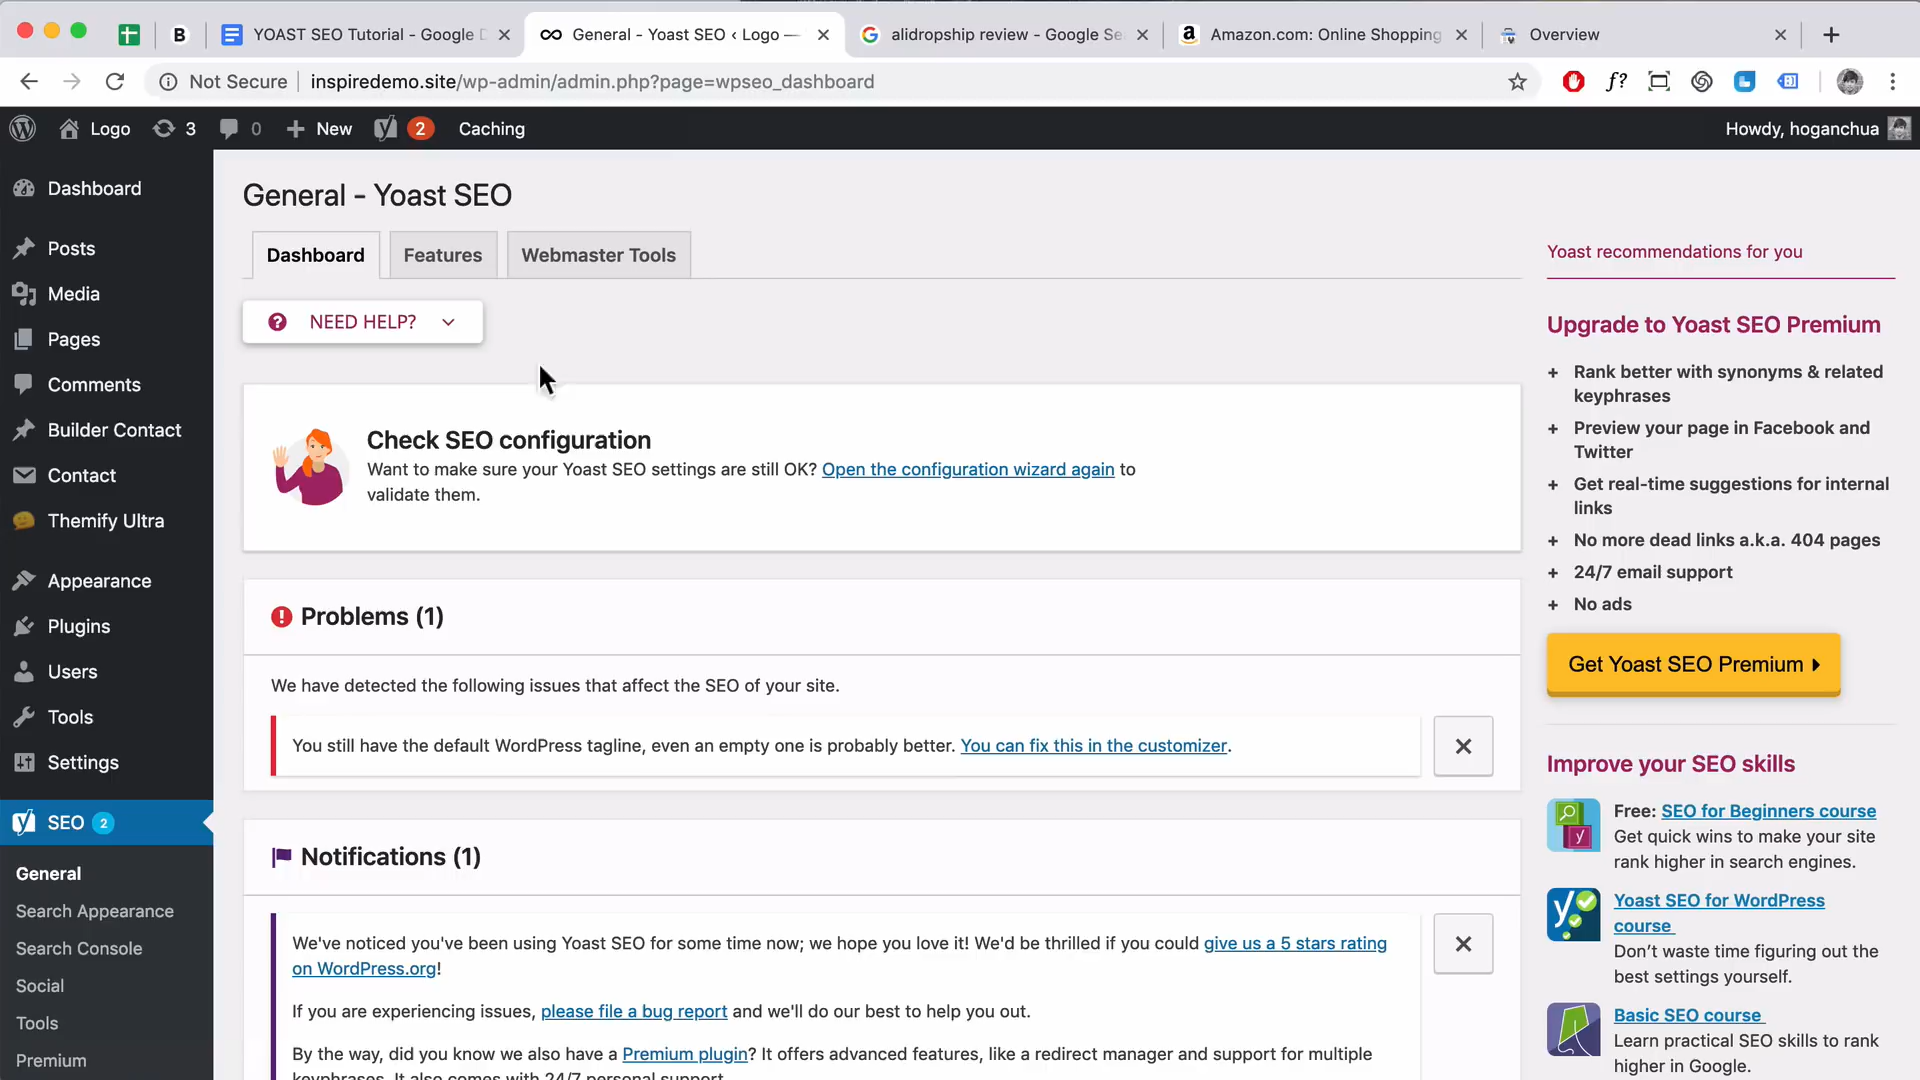 YOAST SEO Tutorial - Google D
General - Yoast SEO ‹ Logo —
alidropship review - Google Se
Amazon.com: Online Shopping
Overview
Not Secure
inspiredemo.site/wp-admin/admin.php?page=wpseo_dashboard
Logo
3
0
New
2
Caching
Howdy, hoganchua
Dashboard
Posts
Media
Pages
Comments
Builder Contact
Contact
Themify Ultra
Appearance
Plugins
Users
Tools
Settings
SEO 2
General
Search Appearance
Search Console
Social
Tools
Premium
General - Yoast SEO
Dashboard
Features
Webmaster Tools
NEED HELP?
Check SEO configuration
Want to make sure your Yoast SEO settings are still OK? Open the configuration wizard again to
validate them.
Problems (1)
We have detected the following issues that affect the SEO of your site.
You still have the default WordPress tagline, even an empty one is probably better. You can fix this in the customizer.
Notifications (1)
We've noticed you've been using Yoast SEO for some time now; we hope you love it! We'd be thrilled if you could give us a 5 stars rating
on WordPress.org!
If you are experiencing issues, please file a bug report and we'll do our best to help you out.
By the way, did you know we also have a Premium plugin? It offers advanced features, like a redirect manager and support for multiple
keyphrases. It also comes with 24/7 personal support.
Yoast recommendations for you
Upgrade to Yoast SEO Premium
+ Rank better with synonyms & related
keyphrases
+ Preview your page in Facebook and
Twitter
+ Get real-time suggestions for internal
links
+ No more dead links a.k.a. 404 pages
+ 24/7 email support
+ No ads
Get Yoast SEO Premium
Improve your SEO skills
Free: SEO for Beginners course
Get quick wins to make your site
rank higher in search engines.
Yoast SEO for WordPress
course
Don’t waste time figuring out the
best settings yourself.
Basic SEO course
Learn practical SEO skills to rank
higher in Google.